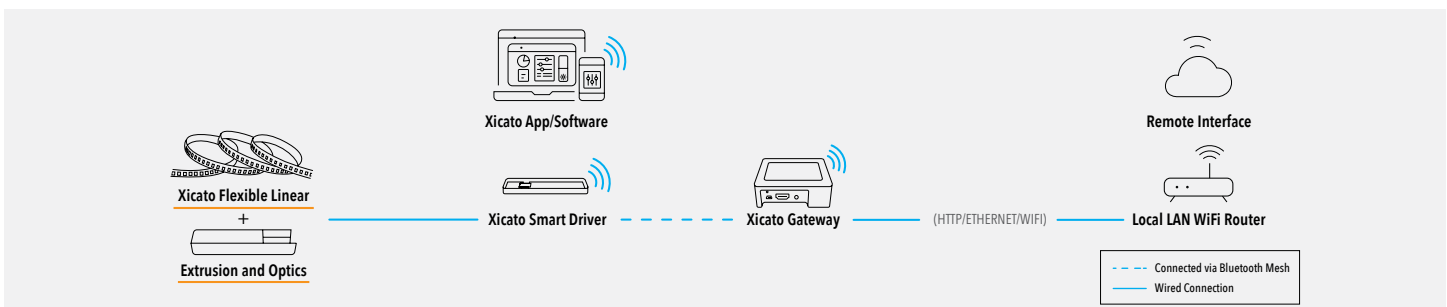 Xicato App/Software
Remote Interface
Xicato Flexible Linear
+
Extrusion and Optics
Xicato Smart Driver
Xicato Gateway
(HTTP/ETHERNET/WIFI)
Local LAN WiFi Router
Connected via Bluetooth Mesh
Wired Connection